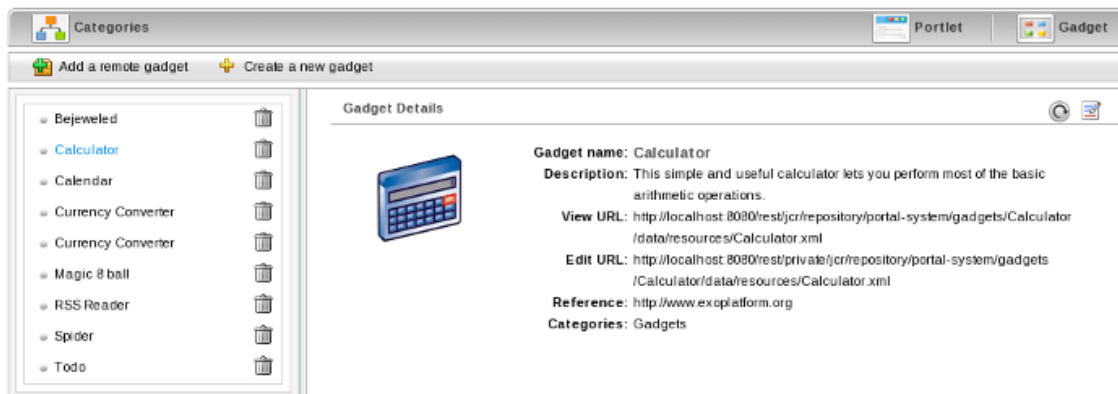 Categories
Portlet
Gadget
Add a remote gadget
Create a new gadget
Bejeweled
Calculator
Calendar
Currency Converter
Currency Converter
Magic 8 ball
RSS Reader
Spider
Todo
Gadget Details
Gadget name: Calculator
Description: This simple and useful calculator lets you perform most of the basic
arithmetic operations.
View URL: http://localhost:8080/rest/jcr/repository/portal-system/gadgets/Calculator
/data/resources/Calculator.xml
Edit URL: http://localhost:8080/rest/private/jcr/repository/portal-system/gadgets
/Calculator/data/resources/Calculator.xml
Reference: http://www.exoplatform.org
Categories: Gadgets